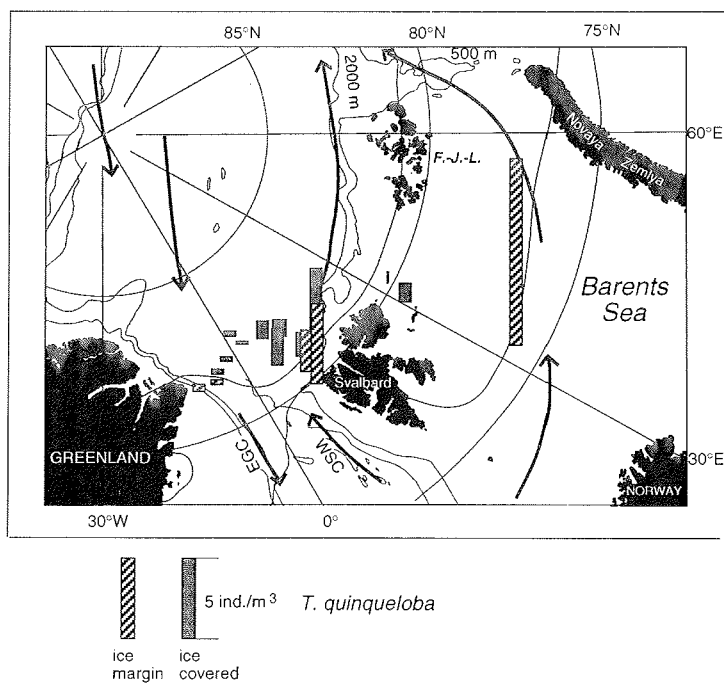 85°N 80°N 75°N
500 m
2000 m
60°E
Novaya
Zemlya
F.-J.-L.
Barents
Sea
Svalbard
GREENLAND
EGC
WSC
30°E
NORWAY
30°W 0°
5 ind./m³ T. quinqueloba
ice
margin
ice
covered